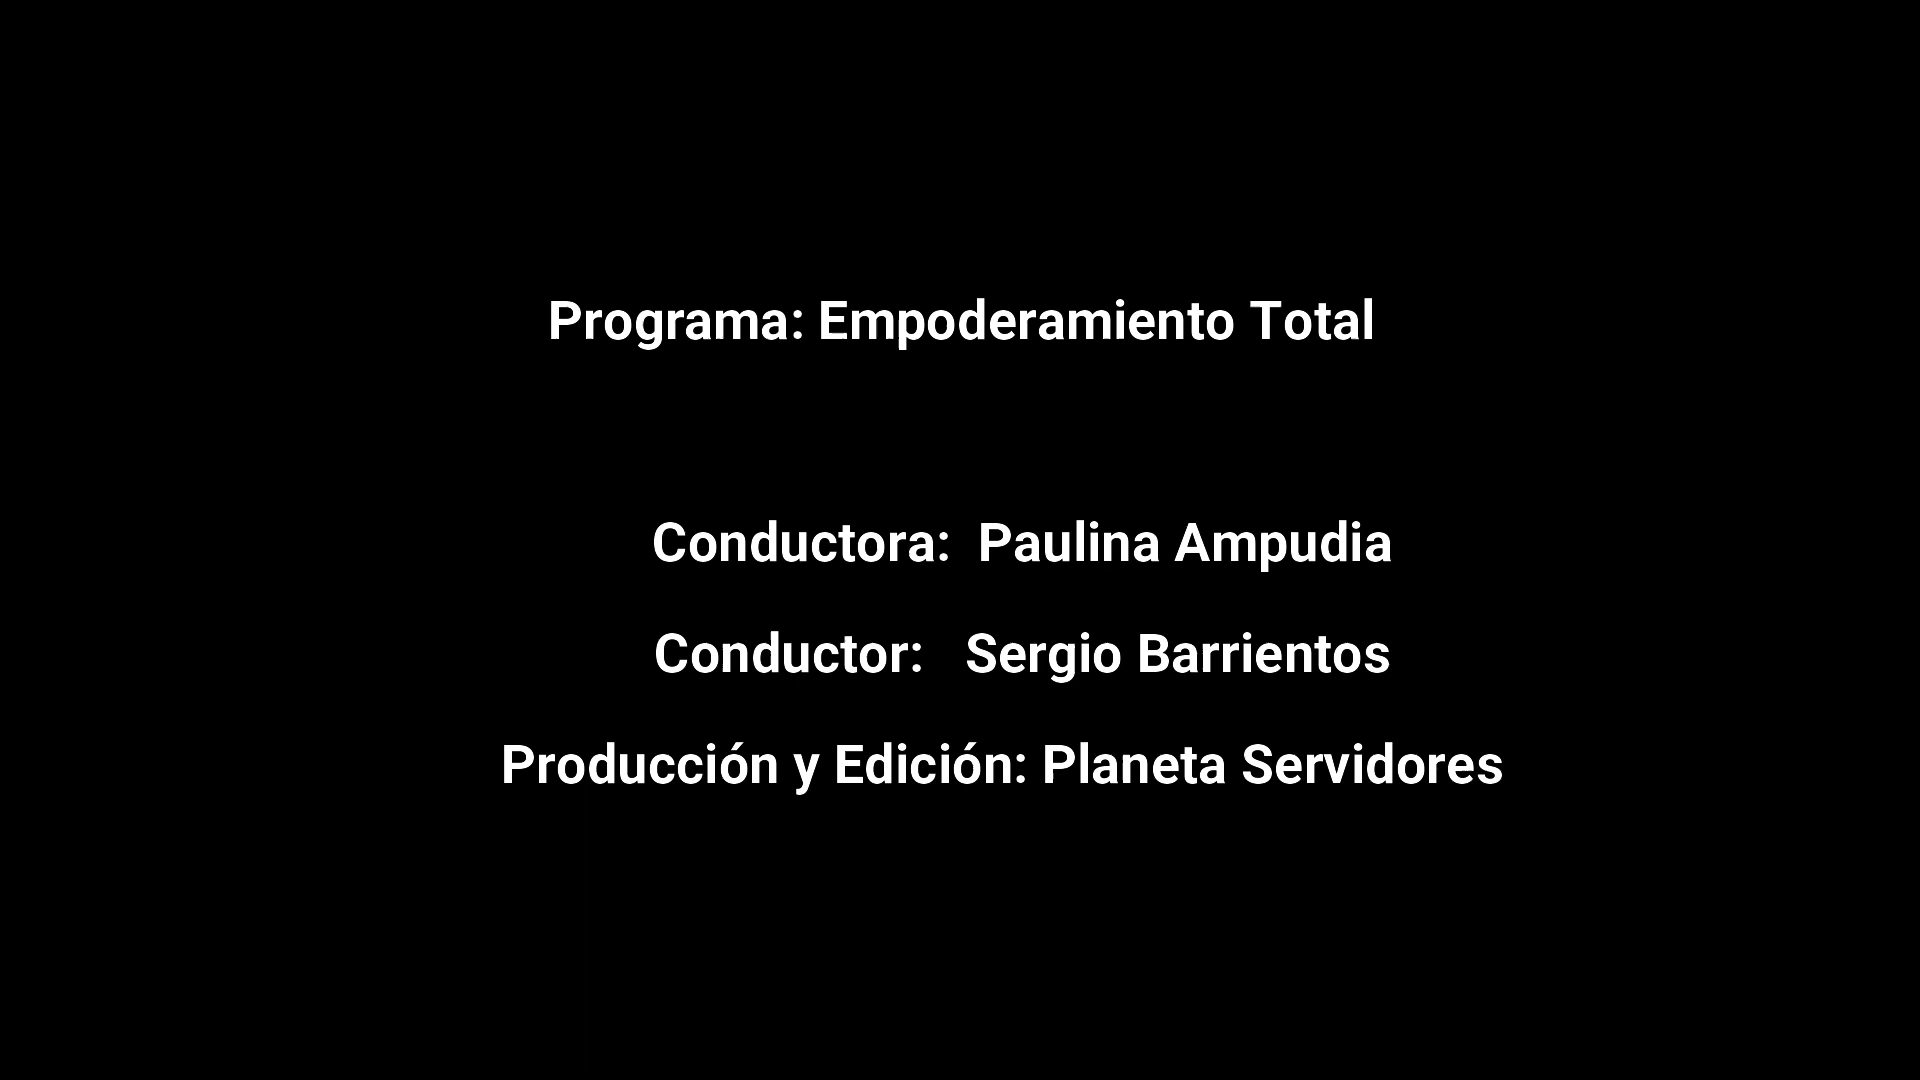 Programa: Empoderamiento Total
Conductora: Paulina Ampudia
Conductor: Sergio Barrientos
Producción y Edición: Planeta Servidores